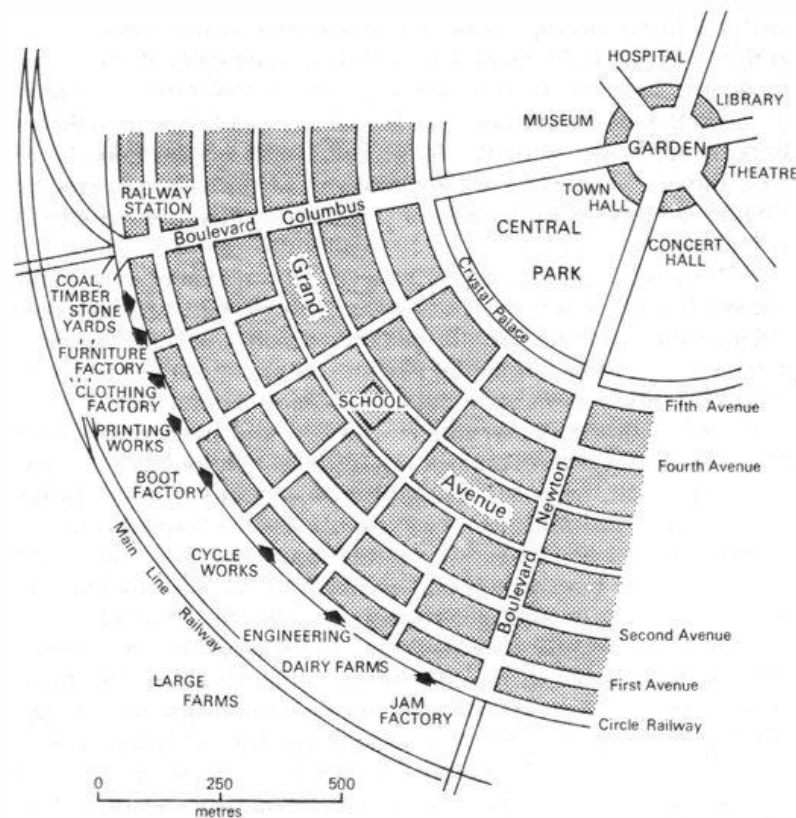 HOSPITAL
LIBRARY
MUSEUM
GARDEN
THEATRE
TOWN
HALL
CONCERT
HALL
RAILWAY
STATION
Boulevard Columbus
CENTRAL
PARK
Crystal Palace
Grand
COAL,
TIMBER
STONE
YARDS
FURNITURE
FACTORY
CLOTHING
FACTORY
PRINTING
WORKS
SCHOOL
BOOT
FACTORY
Avenue
Fifth Avenue
Fourth Avenue
Boulevard Newton
CYCLE
WORKS
Main Line Railway
ENGINEERING
DAIRY FARMS
Second Avenue
First Avenue
LARGE
FARMS
JAM
FACTORY
Circle Railway
0 250 500
metres